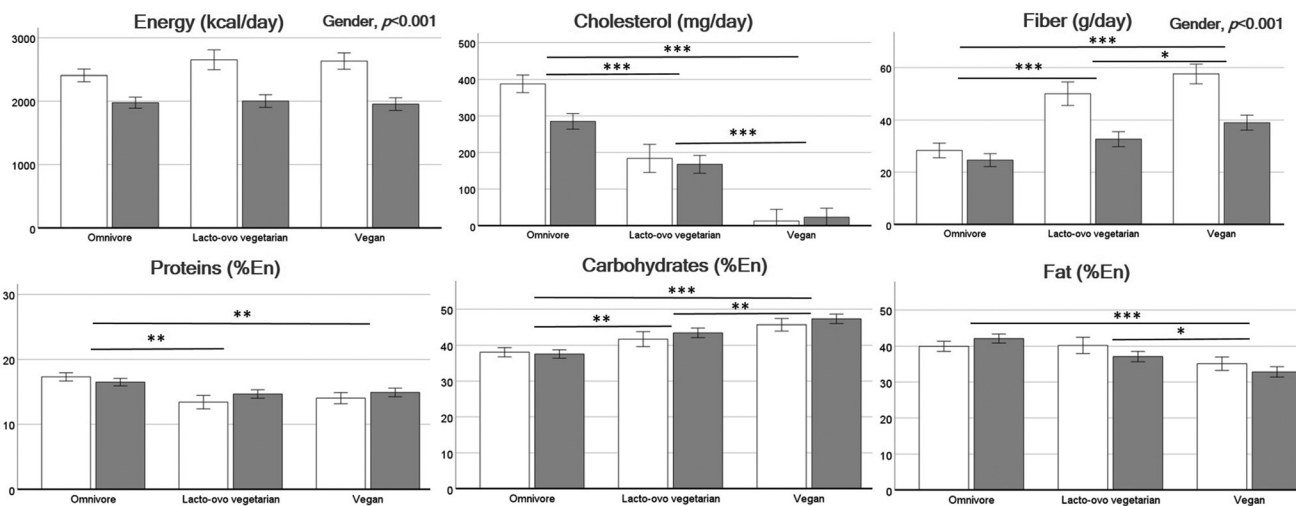 Energy (kcal/day)
Gender, p<0.001
3000
2000
1000
0
Omnivore
Lacto-ovo vegetarian
Vegan
Cholesterol (mg/day)
500
400
300
200
100
0
***
***
***
Omnivore
Lacto-ovo vegetarian
Vegan
Fiber (g/day)
Gender, p<0.001
60
40
20
0
***
***
*
Omnivore
Lacto-ovo vegetarian
Vegan
Proteins (%En)
30
20
10
0
**
**
Omnivore
Lacto-ovo vegetarian
Vegan
Carbohydrates (%En)
50
40
30
20
10
0
***
**
**
Omnivore
Lacto-ovo vegetarian
Vegan
Fat (%En)
50
40
30
20
10
0
***
*
Omnivore
Lacto-ovo vegetarian
Vegan